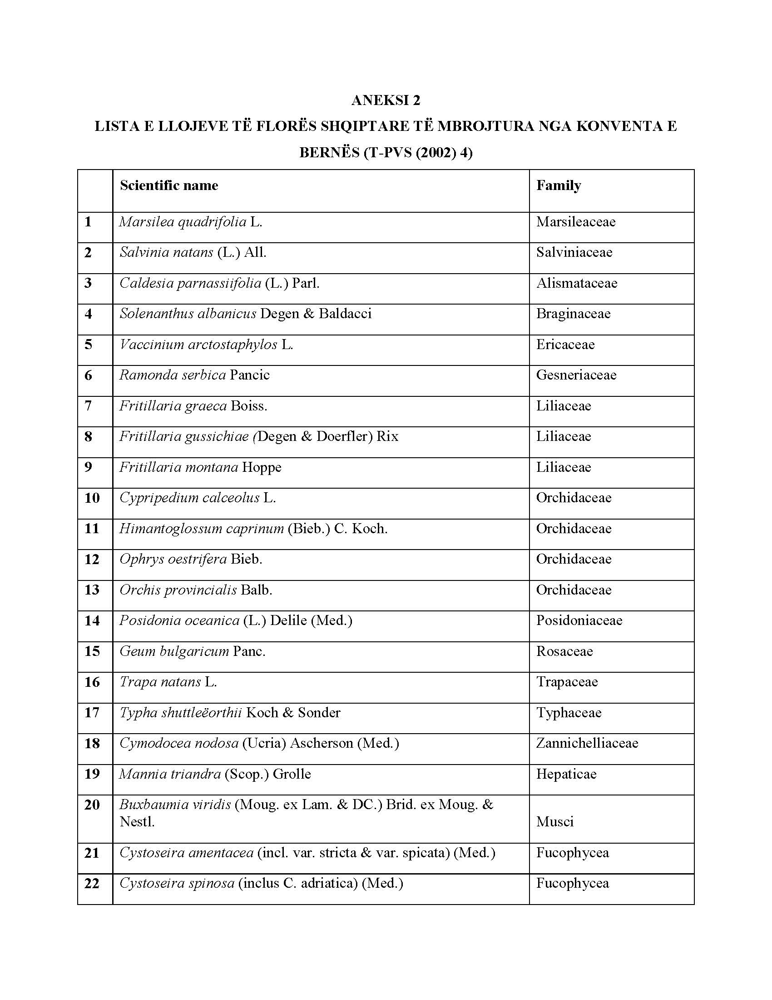 ANEKSI 2
LISTA E LLOJEVE TË FLORËS SHQIPTARE TË MBROJTURA NGA KONVENTA E
BERNËS (T-PVS (2002) 4)
Scientific name Family
1 Marsilea quadrifolia L. Marsileaceae
2 Salvinia natans (L.) All. Salviniaceae
3 Caldesia parnassiifolia (L.) Parl. Alismataceae
4 Solenanthus albanicus Degen & Baldacci Braginaceae
5 Vaccinium arctostaphylos L. Ericaceae
6 Ramonda serbica Pancic Gesneriaceae
7 Fritillaria graeca Boiss. Liliaceae
8 Fritillaria gussichiae (Degen & Doerfler) Rix Liliaceae
9 Fritillaria montana Hoppe Liliaceae
10 Cypripedium calceolus L. Orchidaceae
11 Himantoglossum caprinum (Bieb.) C. Koch. Orchidaceae
12 Ophrys oestrifera Bieb. Orchidaceae
13 Orchis provincialis Balb. Orchidaceae
14 Posidonia oceanica (L.) Delile (Med.) Posidoniaceae
15 Geum bulgaricum Panc. Rosaceae
16 Trapa natans L. Trapaceae
17 Typha shuttleëorthii Koch & Sonder Typhaceae
18 Cymodocea nodosa (Ucria) Ascherson (Med.) Zannichelliaceae
19 Mannia triandra (Scop.) Grolle Hepaticae
20 Buxbaumia viridis (Moug. ex Lam. & DC.) Brid. ex Moug. &
Nestl. Musci
21 Cystoseira amentacea (incl. var. stricta & var. spicata) (Med.) Fucophycea
22 Cystoseira spinosa (inclus C. adriatica) (Med.) Fucophycea